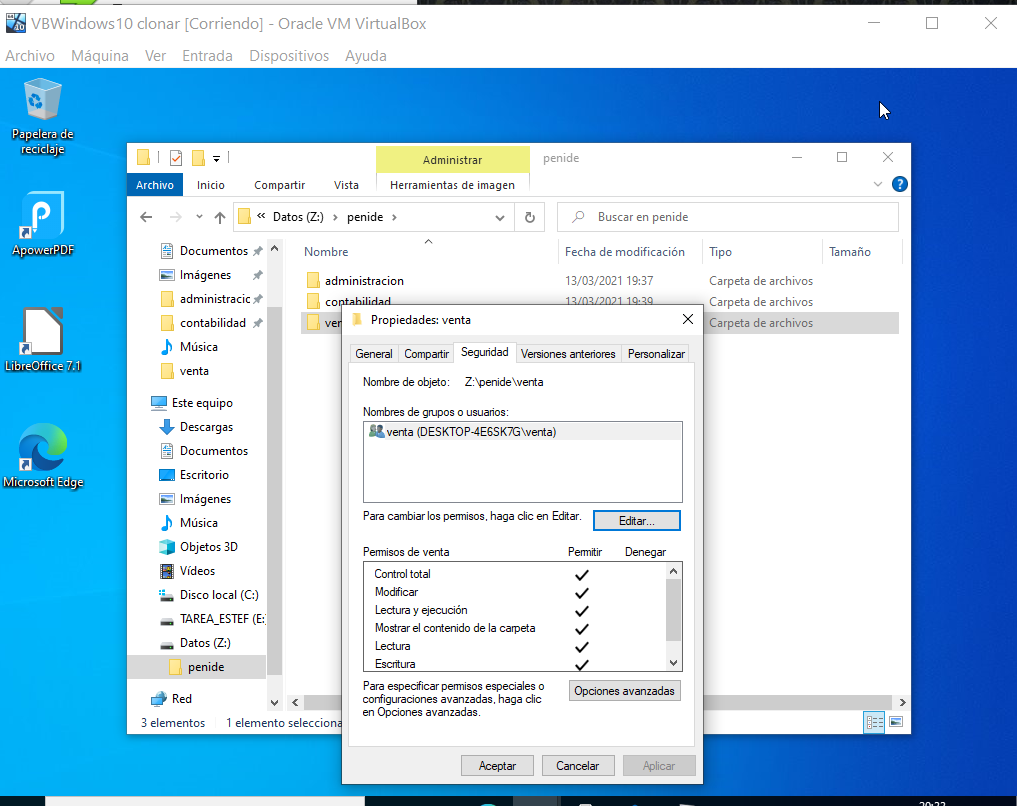 VBWindows10 clonar [Corriendo] - Oracle VM VirtualBox
Archivo Máquina Ver Entrada Dispositivos Ayuda
Papelera de
reciclaje
ApowerPDF
LibreOffice 7.1
Microsoft Edge
Administrar
penide
Archivo Inicio Compartir Vista Herramientas de imagen
« Datos (Z:) › penide ›
Buscar en penide
Documentos
Imágenes
administracic
contabilidad
Música
venta
Este equipo
Descargas
Documentos
Escritorio
Imágenes
Música
Objetos 3D
Vídeos
Disco local (C:)
TAREA_ESTEF (E:
Datos (Z:)
penide
Red
Nombre Fecha de modificación Tipo Tamaño
administracion 13/03/2021 19:37 Carpeta de archivos
contabilidad 13/03/2021 19:39 Carpeta de archivos
ven Carpeta de archivos
3 elementos 1 elemento selecciona
Propiedades: venta
General Compartir Seguridad Versiones anteriores Personalizar
Nombre de objeto: Z:\penide\venta
Nombres de grupos o usuarios:
venta (DESKTOP-4E6SK7G\venta)
Para cambiar los permisos, haga clic en Editar.
Editar...
Permisos de venta Permitir Denegar
Control total
Modificar
Lectura y ejecución
Mostrar el contenido de la carpeta
Lectura
Escritura
Para especificar permisos especiales o
configuraciones avanzadas, haga clic
en Opciones avanzadas.
Opciones avanzadas
Aceptar Cancelar Aplicar